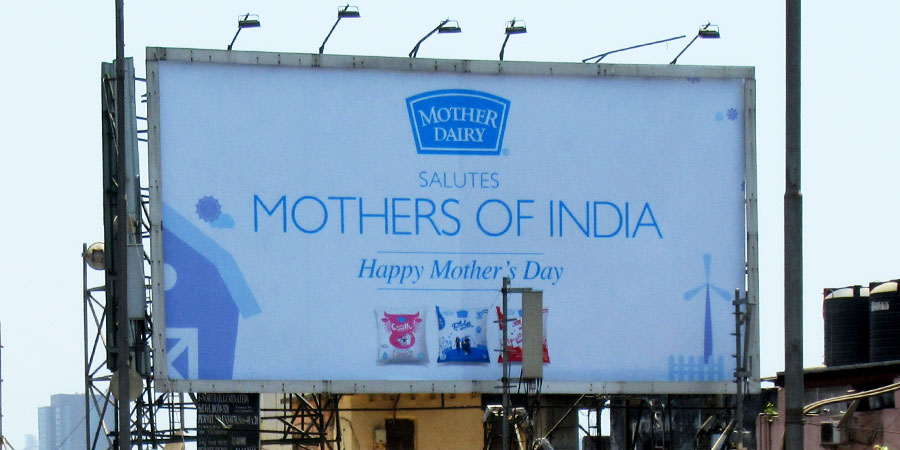 MOTHER
DAIRY
®
SALUTES
MOTHERS OF INDIA
Happy Mother's Day